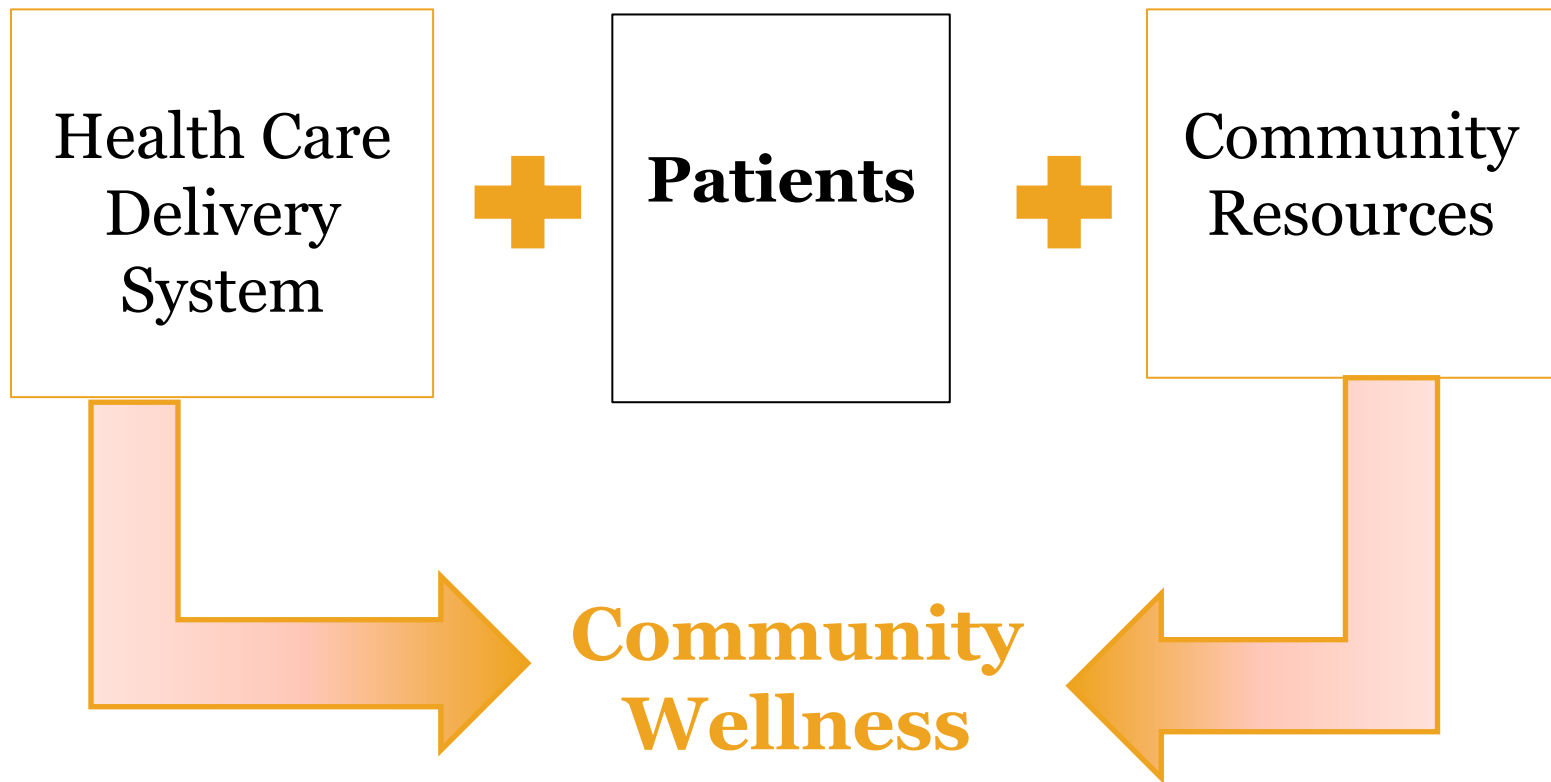 Health Care
Delivery
System
Patients
Community
Resources
Community
Wellness